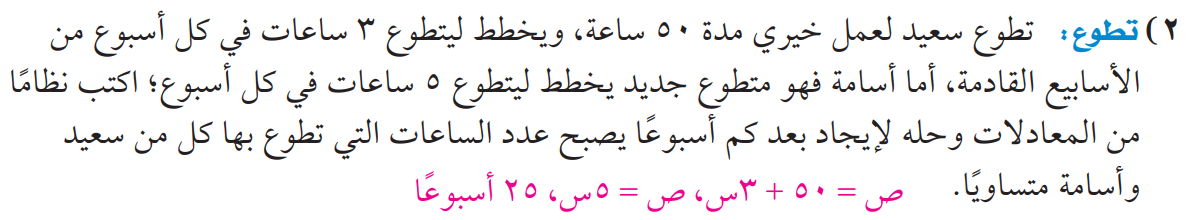 ٢) تطوع: تطوع سعيد لعمل خيري مدة ٥٠ ساعة، ويخطط ليتطوع ٣ ساعات في كل أسبوع من
الأسابيع القادمة، أما أسامة فهو متطوع جديد يخطط ليتطوع ٥ ساعات في كل أسبوع؛ اكتب نظامًا
من المعادلات وحله لإيجاد بعد كم أسبوعًا يصبح عدد الساعات التي تطوع بها كل من سعيد
وأسامة متساويًا. ص = ٥٠ + ٣س، ص = ٥س، ٢٥ أسبوعًا